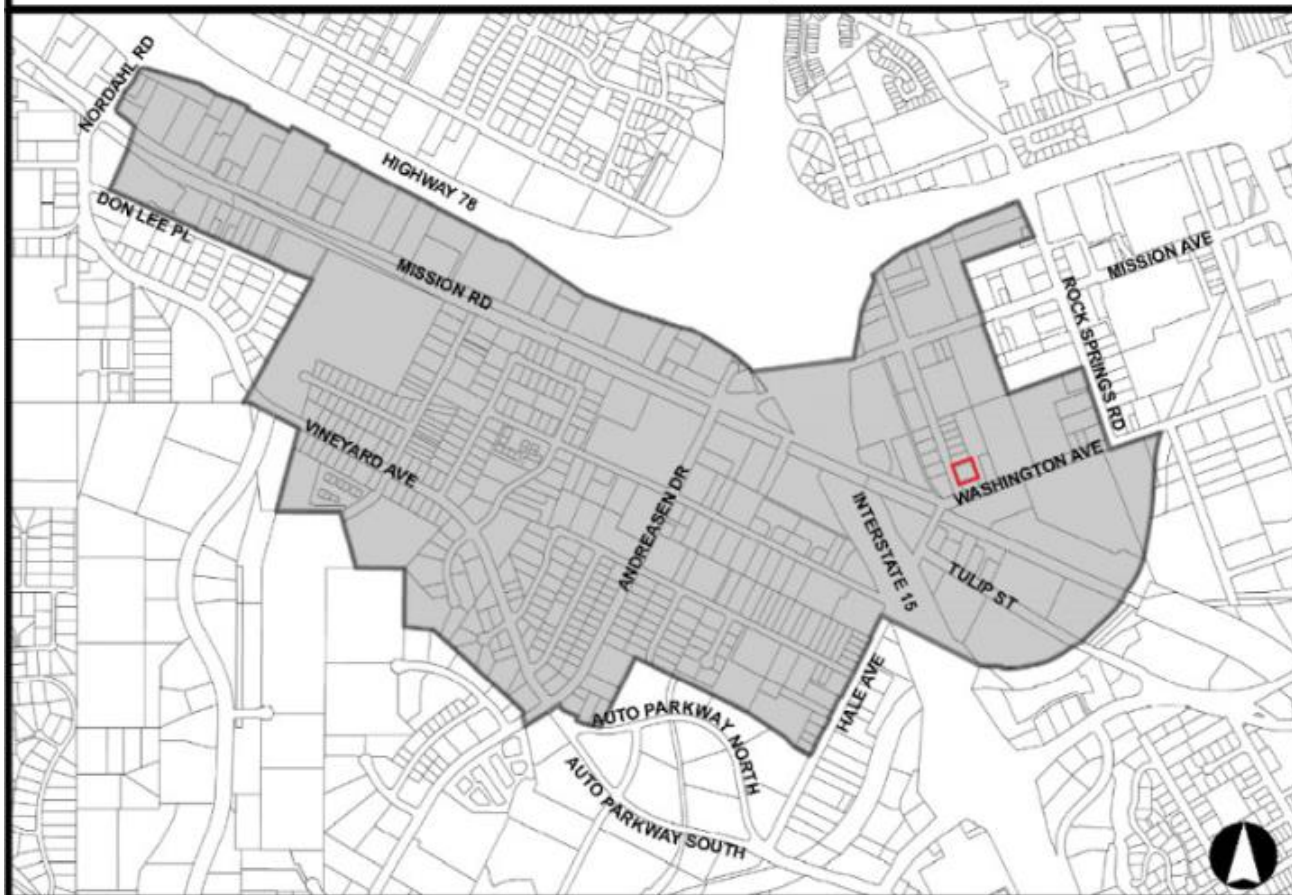 NORDAHL RD
HIGHWAY 78
DON LEE PL
MISSION RD
MISSION AVE
ROCK SPRINGS RD
VINEYARD AVE
WASHINGTON AVE
ANDREASEN DR
INTERSTATE 15
TULIP ST
HALE AVE
AUTO PARKWAY NORTH
AUTO PARKWAY SOUTH